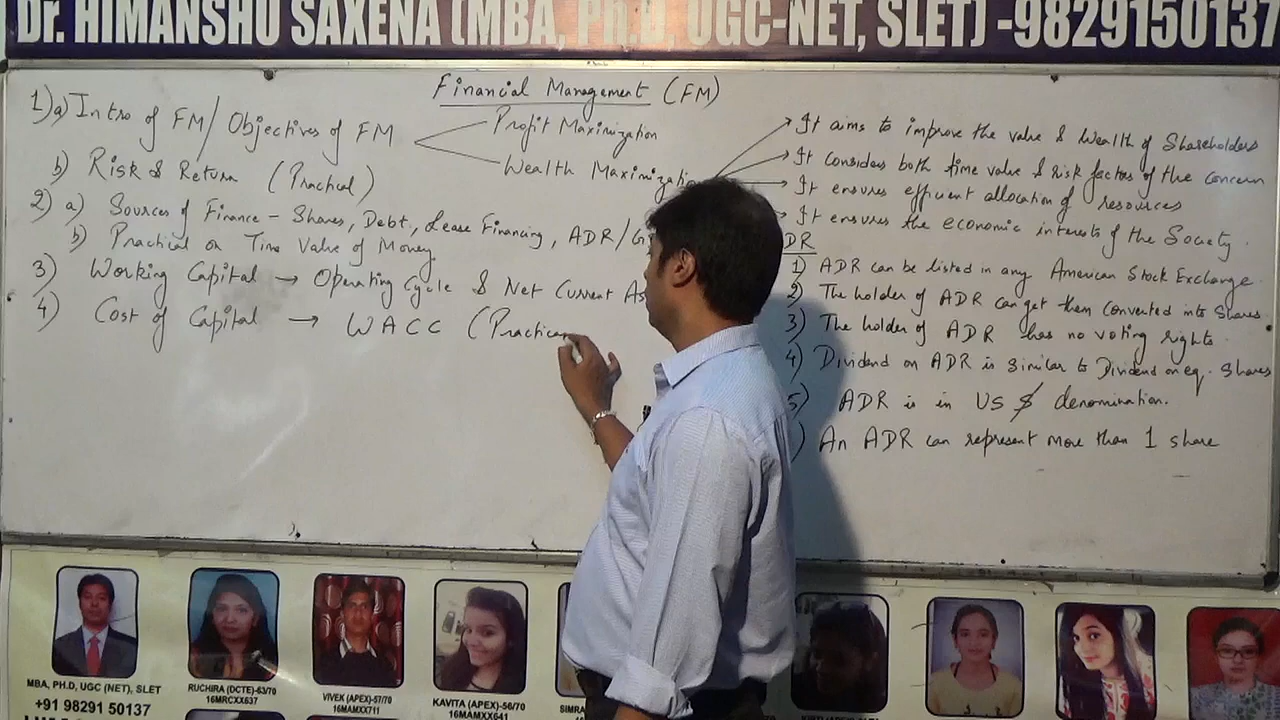 Dr. HIMANSHU SAXENA (MBA, Ph.D, UGC-NET, SLET) -9829150137
Financial Management (FM)
1) a) Intro of FM/ Objectives of FM
Profit Maximization
Wealth Maximization
b) Risk & Return (Practical)
2) a) Sources of Finance - Shares, Debt, Lease Financing, ADR/G
b) Practical on Time Value of Money
3) Working Capital → Operating Cycle & Net Current As
4) Cost of Capital → WACC (Practica
It aims to improve the value & wealth of Shareholders
It considers both time value & risk factors of the concern
It ensures efficient allocation of resources
It ensures the economic interests of the Society.
DR
1) ADR can be listed in any American Stock Exchange.
2) The holder of ADR can get them converted into Shares
3) The holder of ADR has no voting rights.
4) Dividend on ADR is similar to Dividend on eq. shares
5) ADR is in US $ denomination.
) An ADR can represent more than 1 share
MBA, PH.D, UGC (NET), SLET
+91 98291 50137
RUCHIRA (DCTE)-63/70
16MRCXX637
VIVEK (APEX)-57/70
16MAMXX711
KAVITA (APEX)-56/70
16MAMXX641
SIMRA